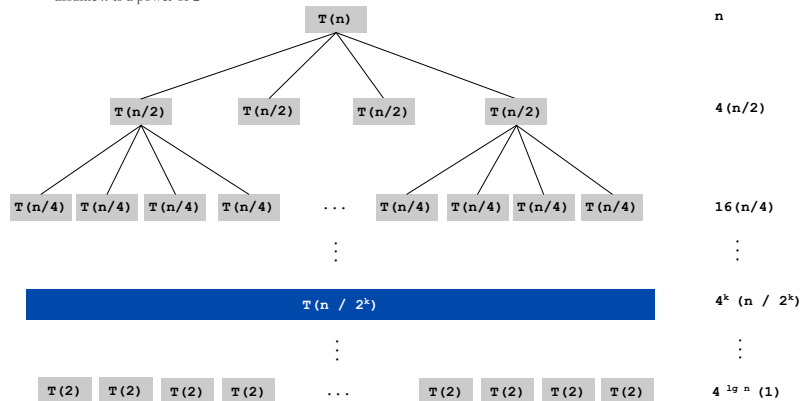 T(n) n
T(n/2) T(n/2) T(n/2) T(n/2) 4(n/2)
T(n/4) T(n/4) T(n/4) T(n/4) ... T(n/4) T(n/4) T(n/4) T(n/4) 16(n/4)
T(n / 2ᵏ) 4ᵏ (n / 2ᵏ)
T(2) T(2) T(2) T(2) ... T(2) T(2) T(2) T(2) 4 ˡᵍ ⁿ (1)